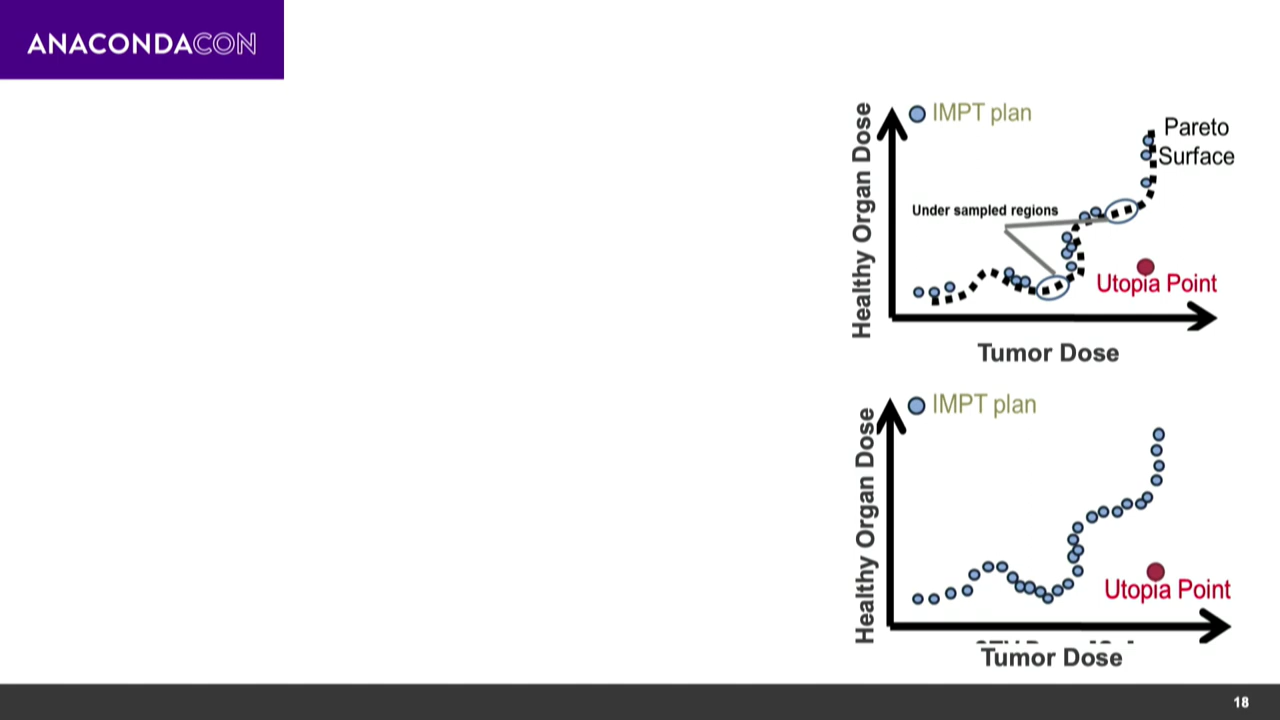 ANACONDACON
IMPT plan
Pareto
Surface
Under sampled regions
Utopia Point
Healthy Organ Dose
Tumor Dose
IMPT plan
Utopia Point
Healthy Organ Dose
Tumor Dose
18